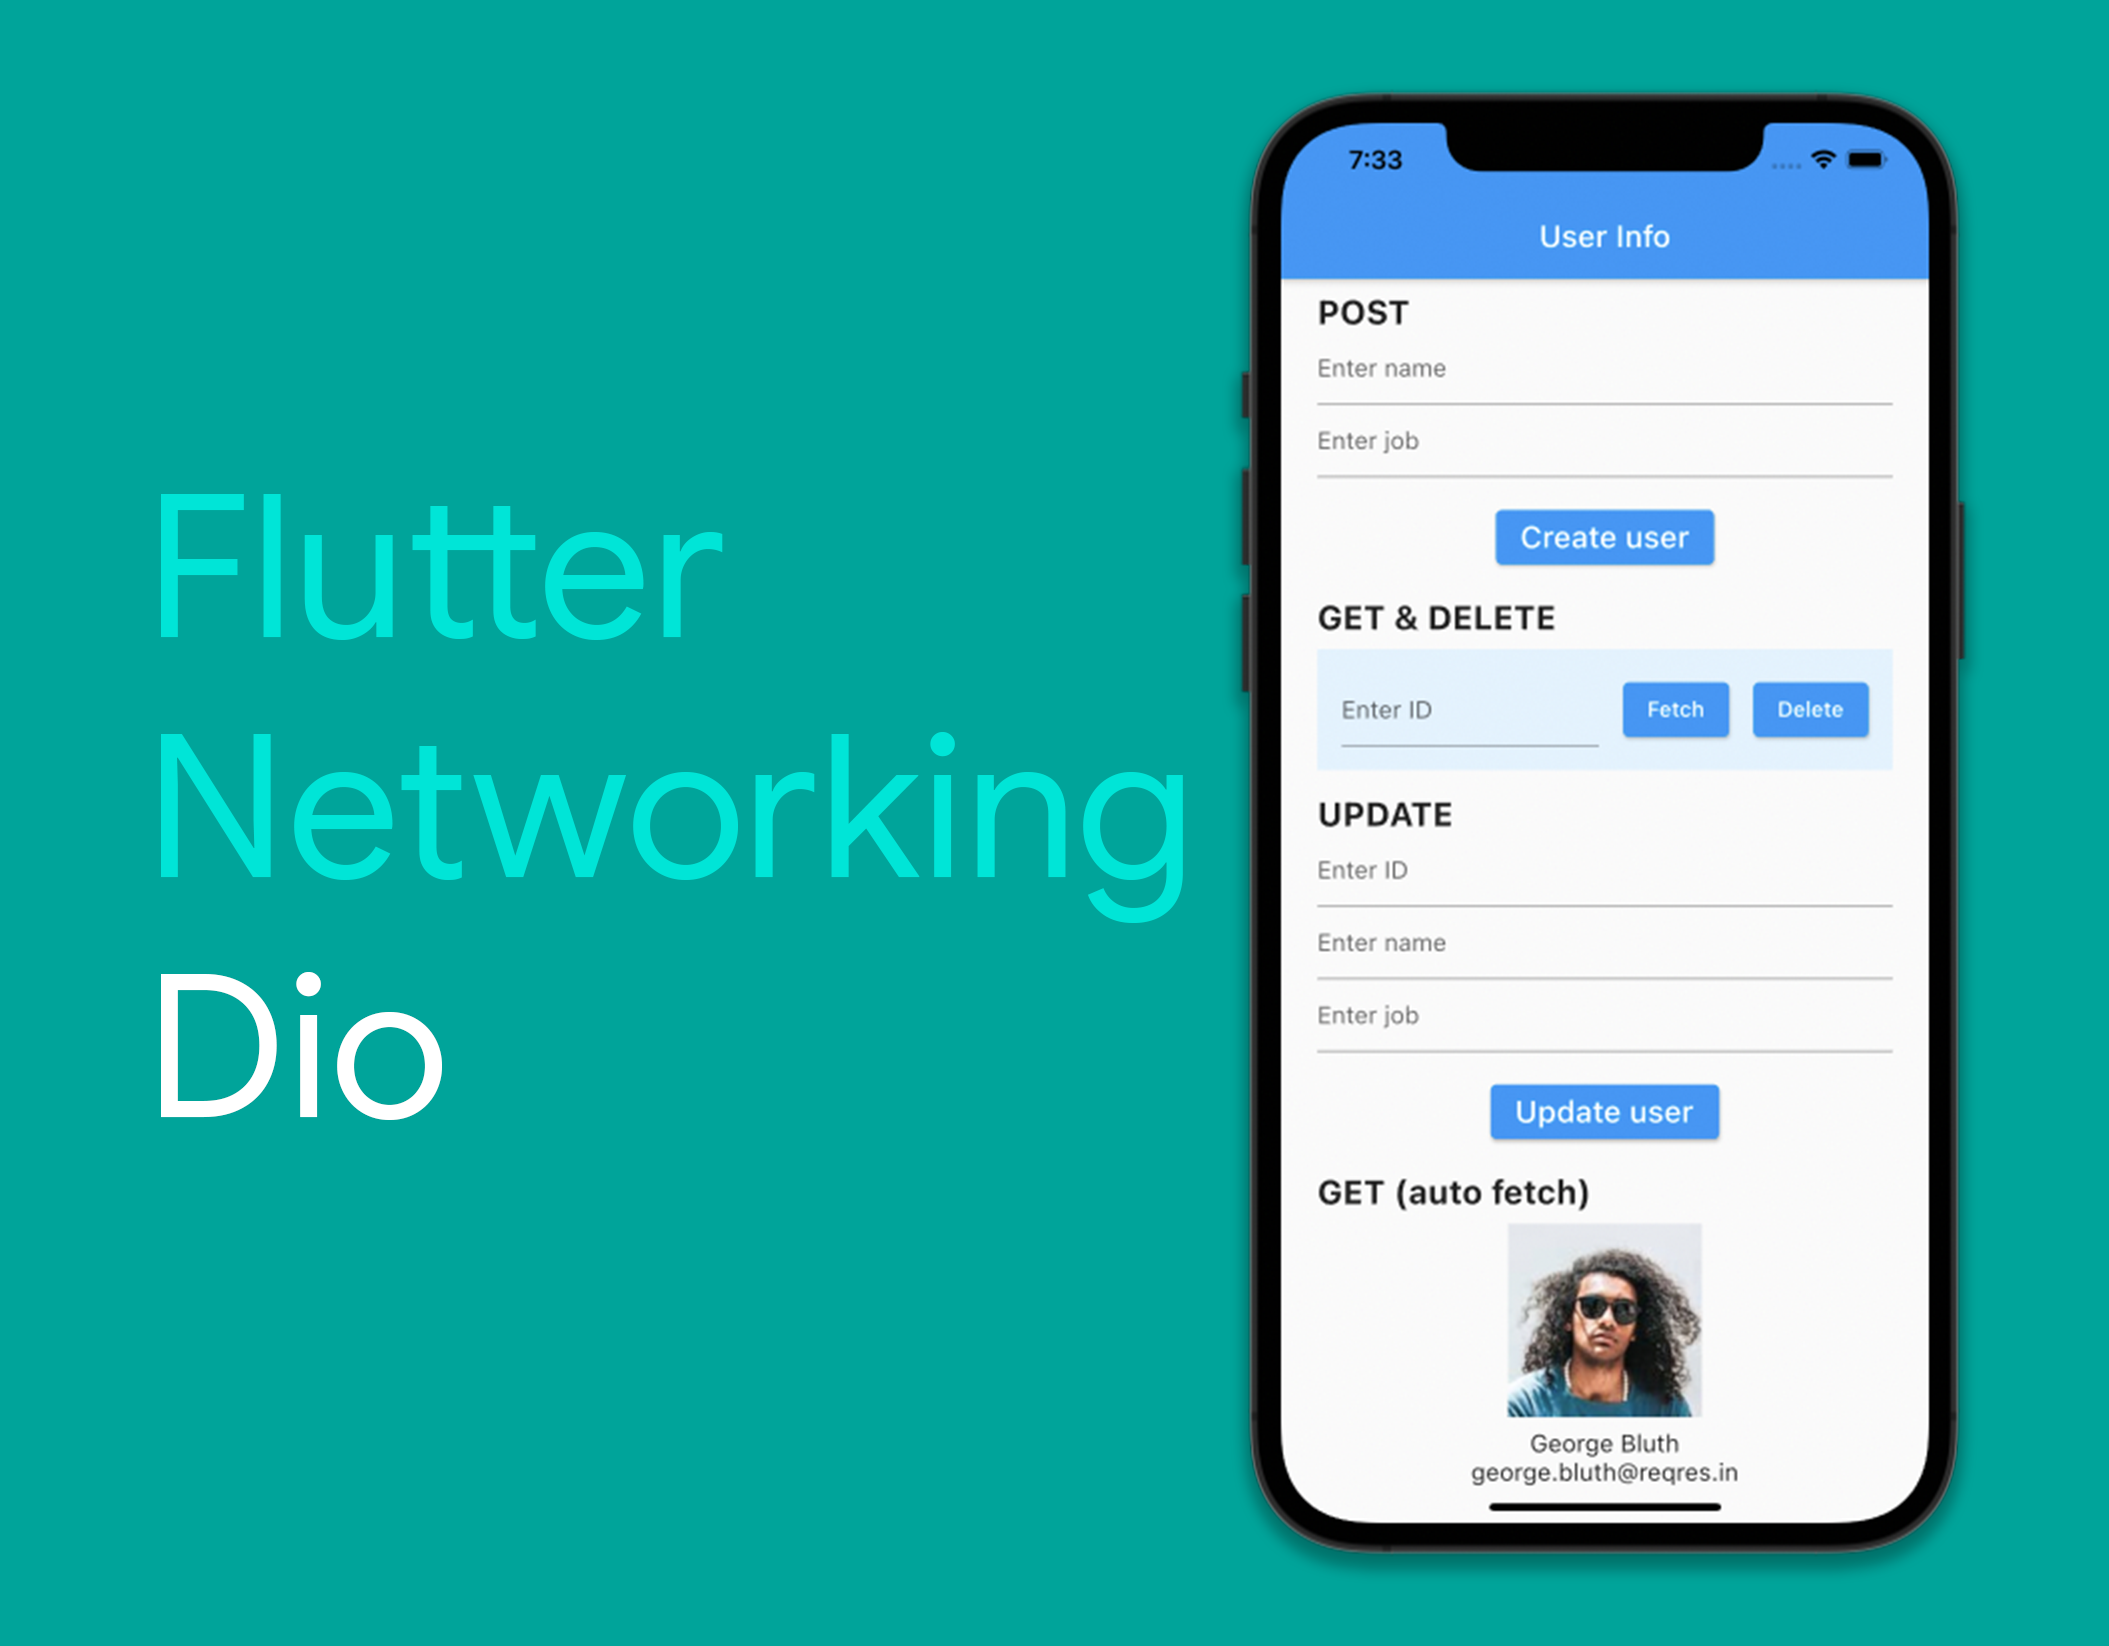 Flutter
Networking
Dio
7:33
User Info
POST
Enter name
Enter job
Create user
GET & DELETE
Enter ID Fetch Delete
UPDATE
Enter ID
Enter name
Enter job
Update user
GET (auto fetch)
George Bluth
george.bluth@reqres.in